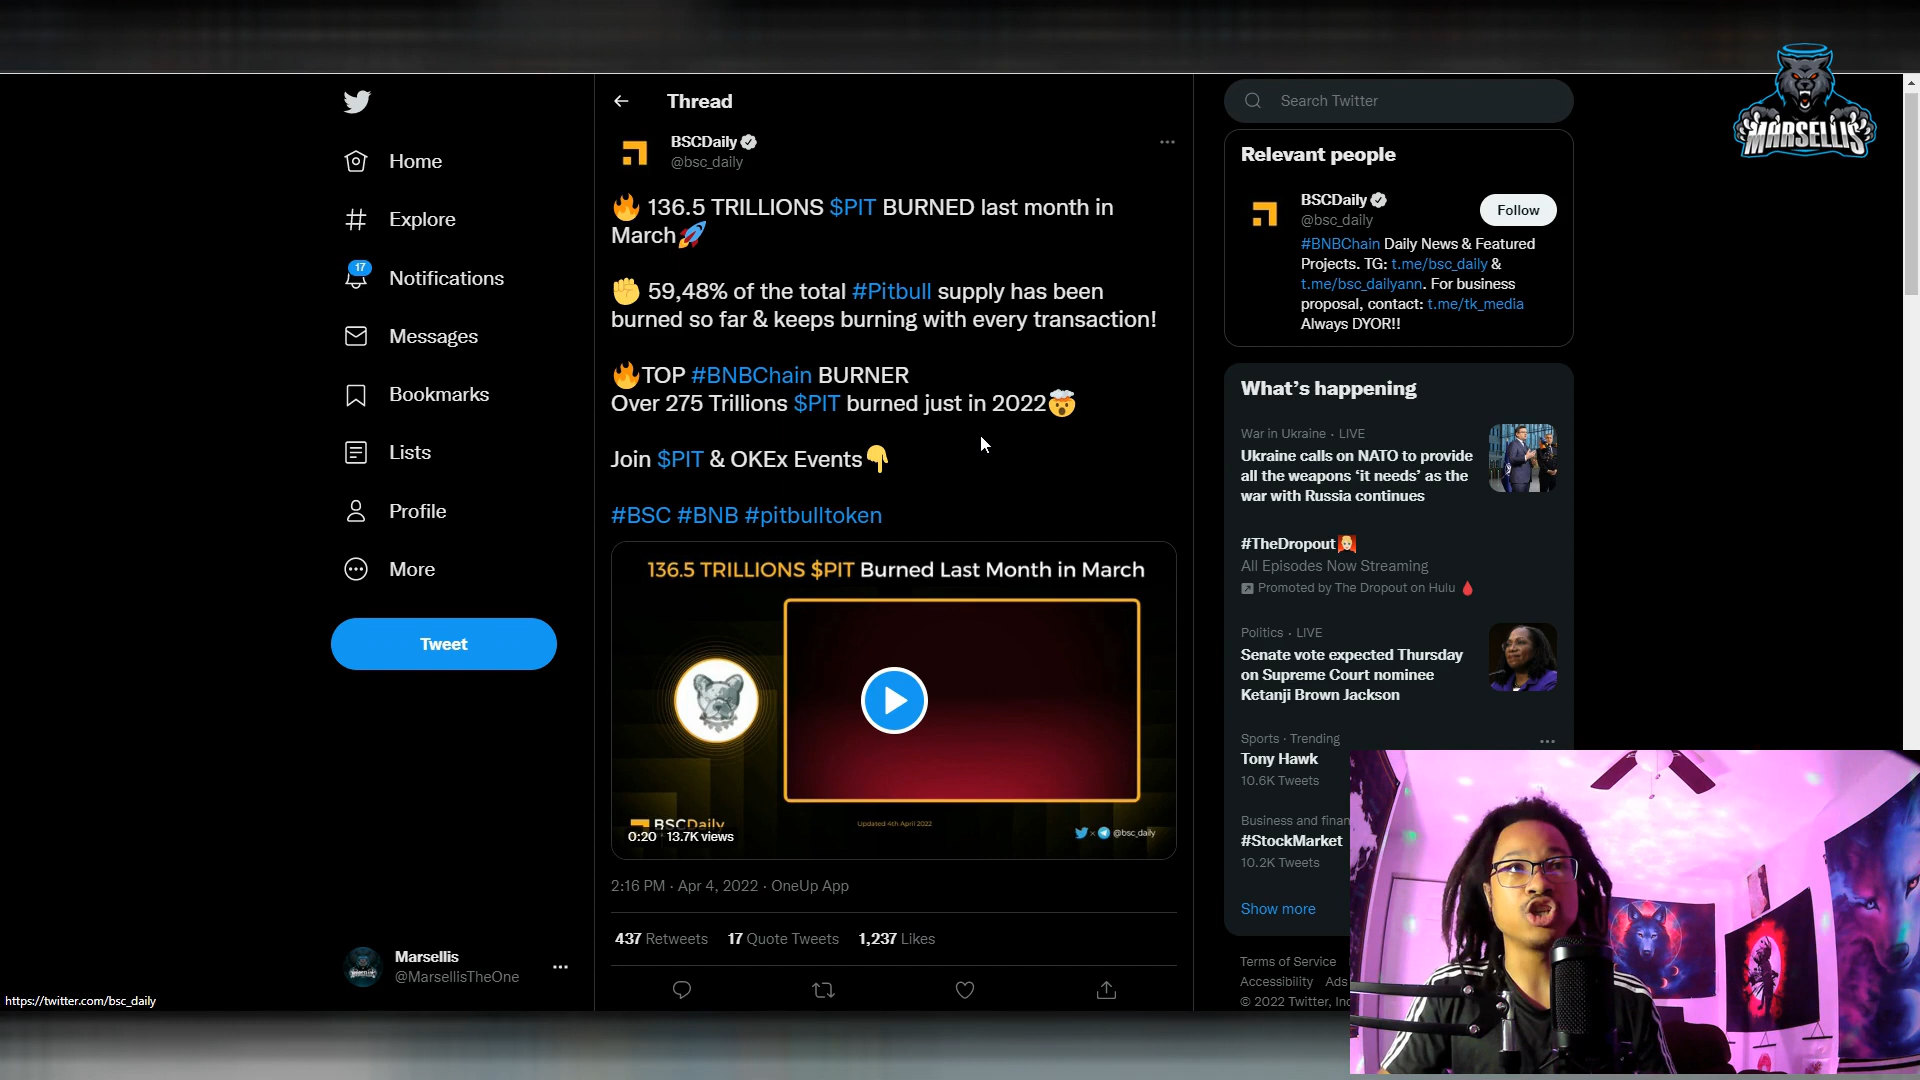 MARSELLIS
Home
Explore
17
Notifications
Messages
Bookmarks
Lists
Profile
More
Tweet
Marsellis
@MarsellisTheOne
https://twitter.com/bsc_daily
Thread
BSCDaily
@bsc_daily
136.5 TRILLIONS $PIT BURNED last month in
March
59,48% of the total #Pitbull supply has been
burned so far & keeps burning with every transaction!
TOP #BNBChain BURNER
Over 275 Trillions $PIT burned just in 2022
Join $PIT & OKEx Events
#BSC #BNB #pitbulltoken
136.5 TRILLIONS $PIT Burned Last Month in March
BSCDaily
0:20 · 13.7K views
Updated 4th April 2022
@bsc_daily
2:16 PM · Apr 4, 2022 · OneUp App
437 Retweets 17 Quote Tweets 1,237 Likes
Search Twitter
Relevant people
BSCDaily
@bsc_daily
Follow
#BNBChain Daily News & Featured
Projects. TG: t.me/bsc_daily &
t.me/bsc_dailyann. For business
proposal, contact: t.me/tk_media
Always DYOR!!
What's happening
War in Ukraine · LIVE
Ukraine calls on NATO to provide
all the weapons 'it needs' as the
war with Russia continues
#TheDropout
All Episodes Now Streaming
Promoted by The Dropout on Hulu
Politics · LIVE
Senate vote expected Thursday
on Supreme Court nominee
Ketanji Brown Jackson
Sports · Trending
Tony Hawk
10.6K Tweets
Business and finan
#StockMarket
10.2K Tweets
Show more
Terms of Service
Accessibility Ads
© 2022 Twitter, Inc